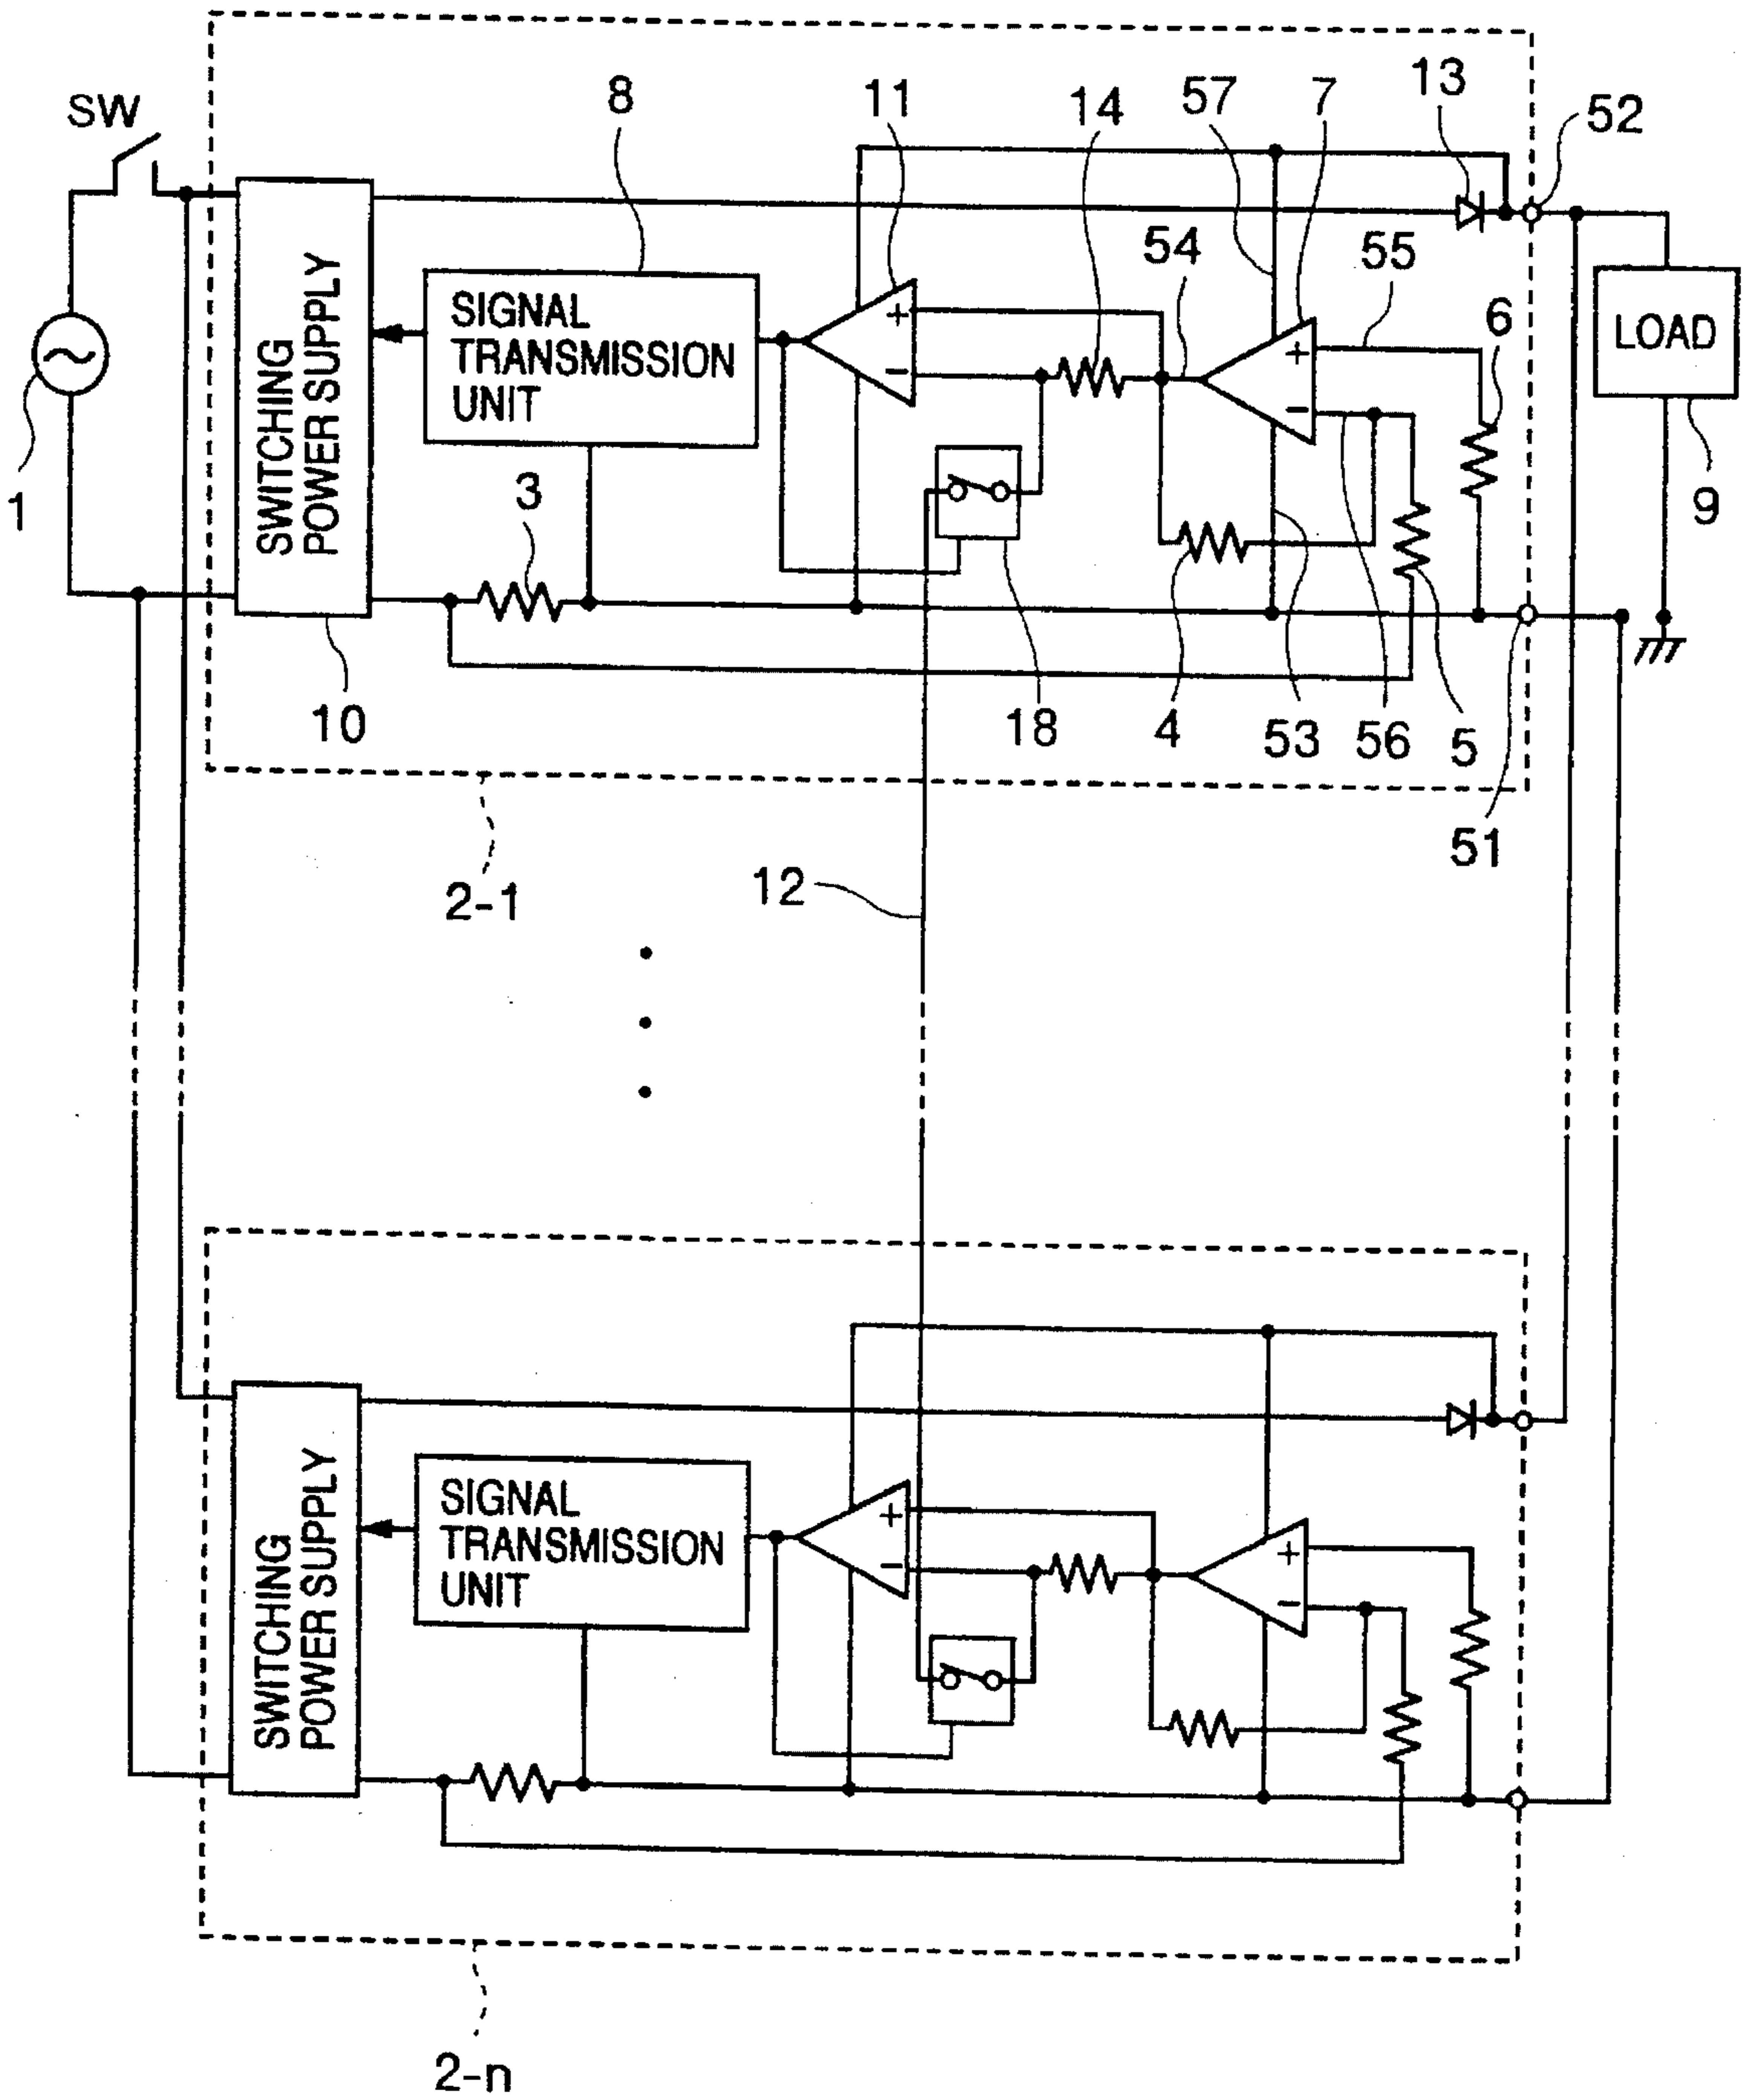 SW
8
11
14
57
7
13
52
SWITCHING
POWER SUPPLY
SIGNAL
TRANSMISSION
UNIT
+
−
54
+
−
55
6
LOAD
1
3
9
10
18
4
53
56
5
51
2-1
12
SWITCHING
POWER SUPPLY
SIGNAL
TRANSMISSION
UNIT
+
−
+
−
2-n